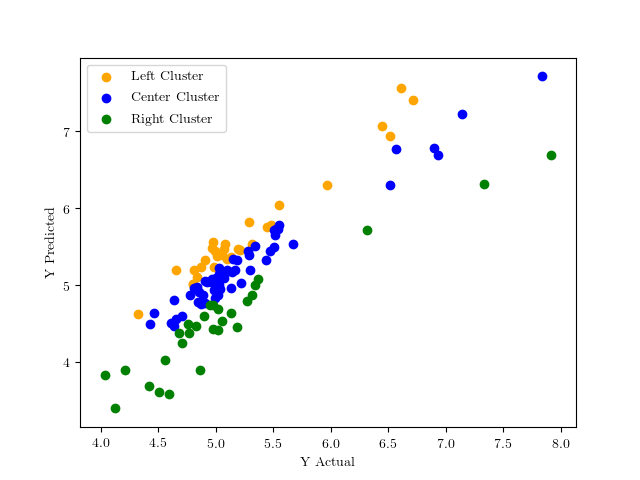 Left Cluster
Center Cluster
Right Cluster
7
6
5
4
Y Predicted
4.0 4.5 5.0 5.5 6.0 6.5 7.0 7.5 8.0
Y Actual